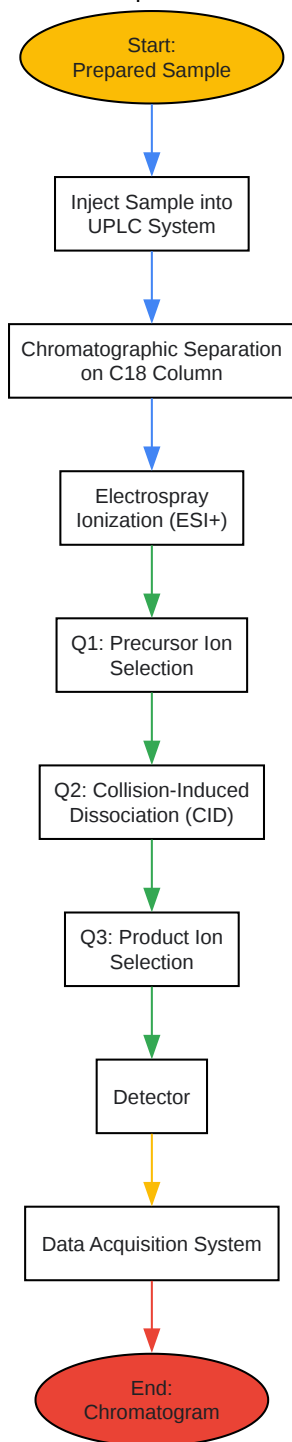 Start:
Prepared Sample
Inject Sample into
UPLC System
Chromatographic Separation
on C18 Column
Electrospray
Ionization (ESI+)
Q1: Precursor Ion
Selection
Q2: Collision-Induced
Dissociation (CID)
Q3: Product Ion
Selection
Detector
Data Acquisition System
End:
Chromatogram